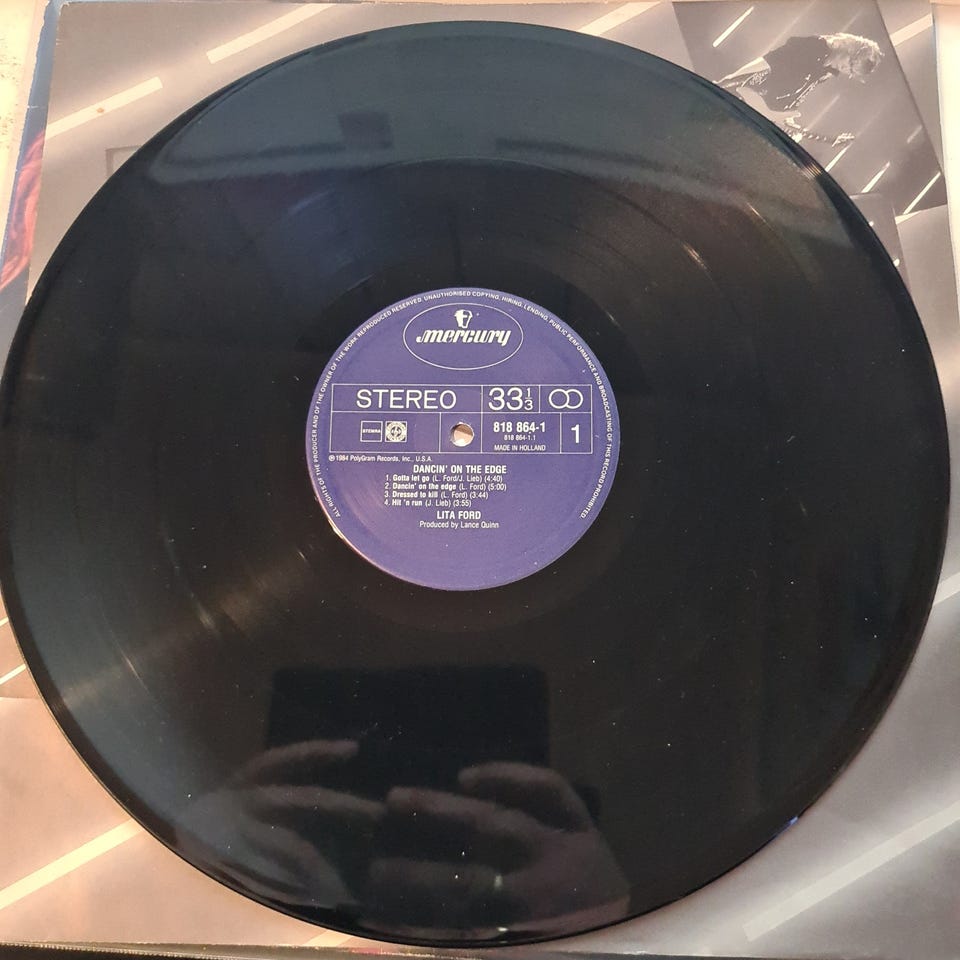 ALL RIGHTS OF THE PRODUCER AND OF THE OWNER OF THE WORK REPRODUCED RESERVED. UNAUTHORISED COPYING, HIRING, LENDING, PUBLIC PERFORMANCE AND BROADCASTING OF THIS RECORD PROHIBITED.
mercury
STEREO 33 1/3
STEMRA 818 864-1 1
818 864-1.1
MADE IN HOLLAND
℗1984 PolyGram Records, Inc., U.S.A.
DANCIN' ON THE EDGE
1. Gotta let go (L. Ford/J. Lieb) (4:40)
2. Dancin' on the edge (L. Ford) (5:00)
3. Dressed to kill (L. Ford) (3:44)
4. Hit 'n run (J. Lieb) (3:55)
LITA FORD
Produced by Lance Quinn